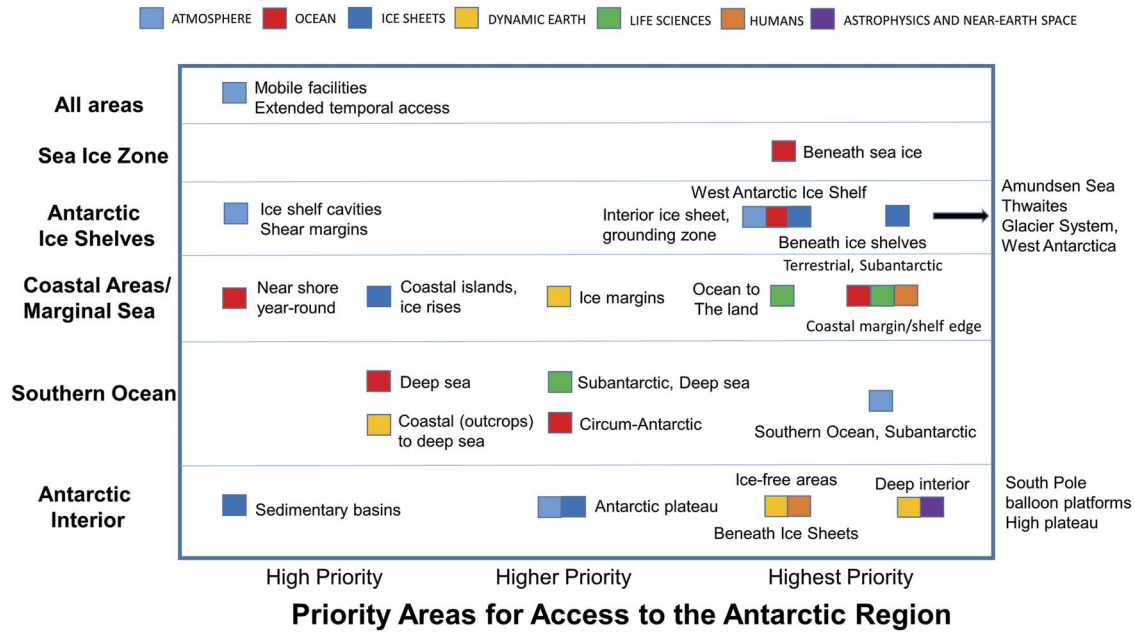 ATMOSPHERE OCEAN ICE SHEETS DYNAMIC EARTH LIFE SCIENCES HUMANS ASTROPHYSICS AND NEAR-EARTH SPACE
All areas
Mobile facilities
Extended temporal access
Sea Ice Zone
Beneath sea ice
Antarctic
Ice Shelves
Ice shelf cavities
Shear margins
West Antarctic Ice Shelf
Interior ice sheet,
grounding zone
Beneath ice shelves
Amundsen Sea
Thwaites
Glacier System,
West Antarctica
Coastal Areas/
Marginal Sea
Near shore
year-round
Coastal islands,
ice rises
Ice margins
Ocean to
The land
Terrestrial, Subantarctic
Coastal margin/shelf edge
Southern Ocean
Deep sea
Coastal (outcrops)
to deep sea
Subantarctic, Deep sea
Circum-Antarctic
Southern Ocean, Subantarctic
Antarctic
Interior
Sedimentary basins
Antarctic plateau
Ice-free areas
Beneath Ice Sheets
Deep interior
South Pole
balloon platforms
High plateau
High Priority Higher Priority Highest Priority
Priority Areas for Access to the Antarctic Region